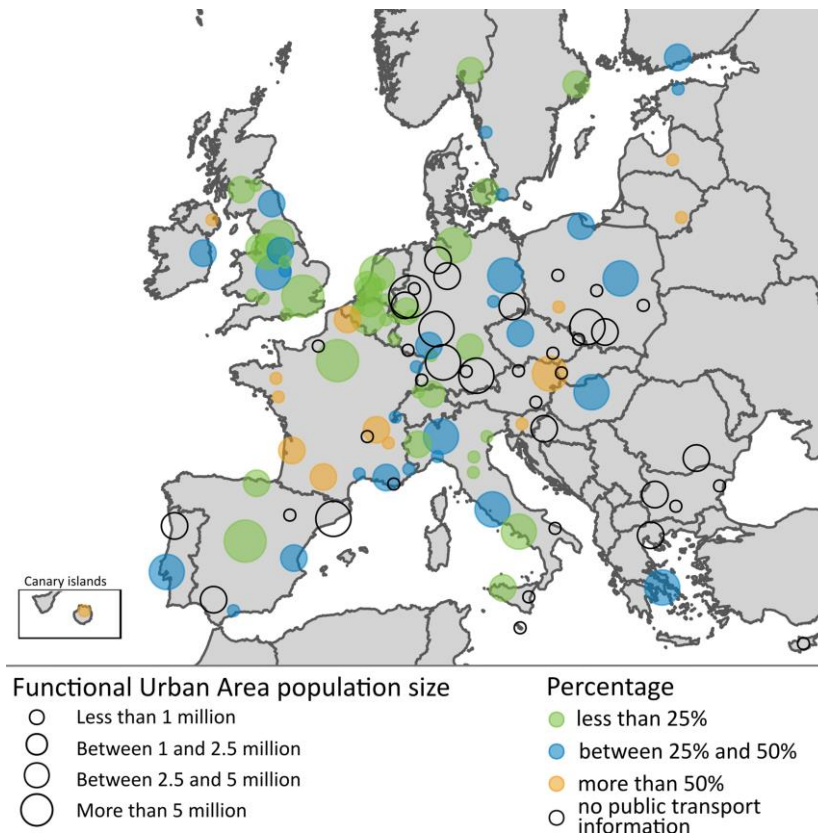 Canary islands
Functional Urban Area population size
Less than 1 million
Between 1 and 2.5 million
Between 2.5 and 5 million
More than 5 million
Percentage
less than 25%
between 25% and 50%
more than 50%
no public transport
information